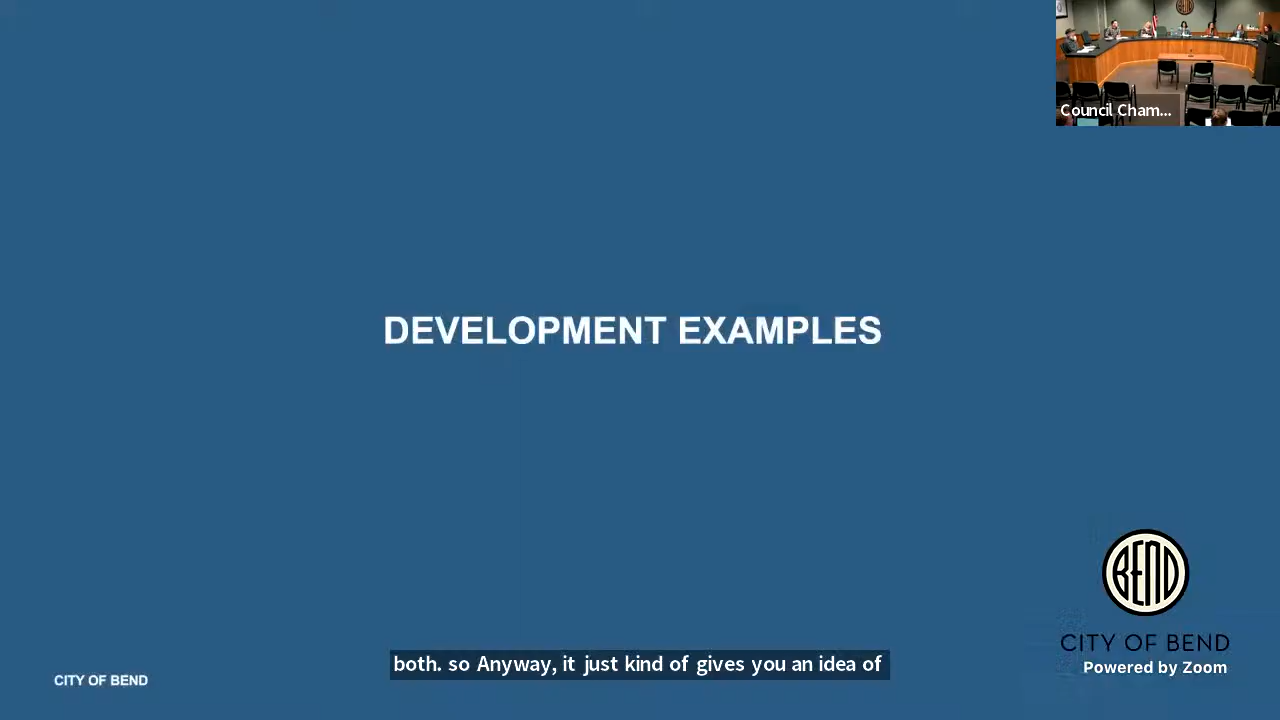 Council Cham...
DEVELOPMENT EXAMPLES
BEND
CITY OF BEND
Powered by Zoom
both. so Anyway, it just kind of gives you an idea of
CITY OF BEND